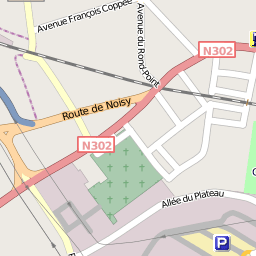 Avenue François Coppée
Avenue du Rond-Point
N302
Route de Noisy
N302
Allée du Plateau
P